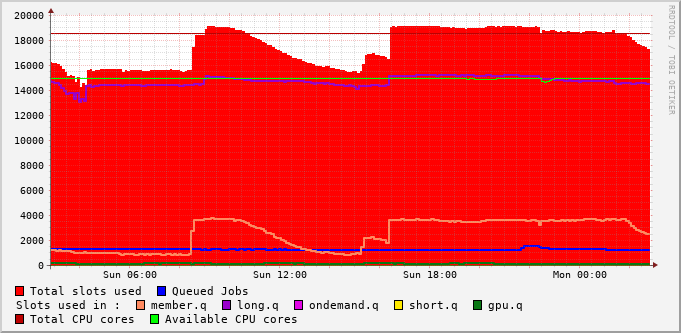 20000
18000
16000
14000
12000
10000
8000
6000
4000
2000
0
Sun 06:00 Sun 12:00 Sun 18:00 Mon 00:00
RRDTOOL / TOBI OETIKER
Total slots used Queued Jobs
Slots used in : member.q long.q ondemand.q short.q gpu.q
Total CPU cores Available CPU cores